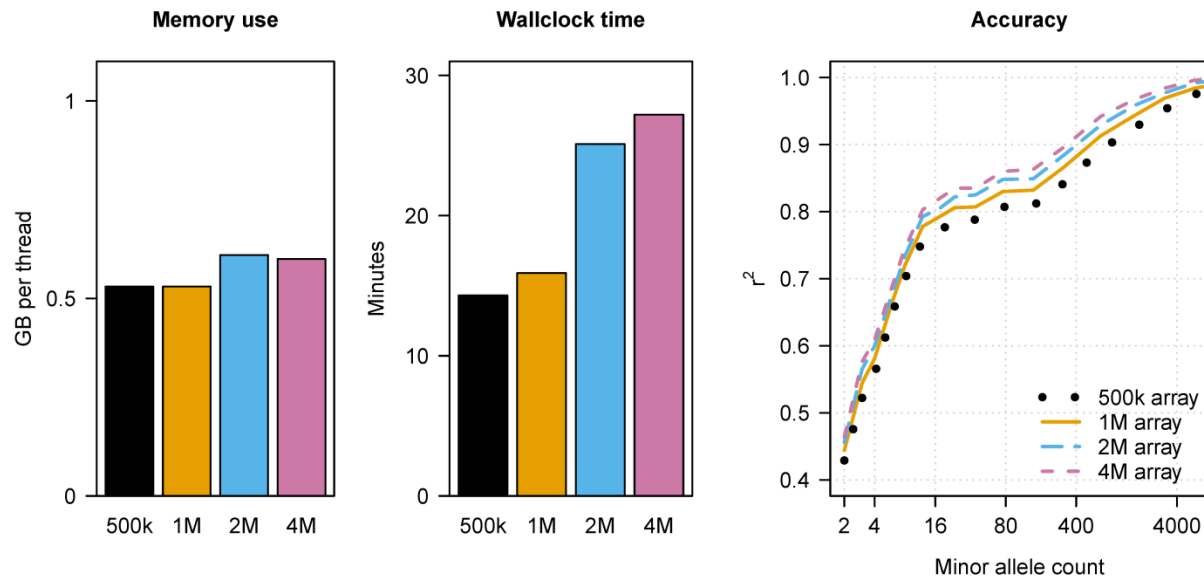 Memory use
GB per thread
1
0.5
0
500k 1M 2M 4M
Wallclock time
Minutes
30
20
10
0
500k 1M 2M 4M
Accuracy
r²
1.0
0.9
0.8
0.7
0.6
0.5
0.4
500k array
1M array
2M array
4M array
2 4 16 80 400 4000
Minor allele count